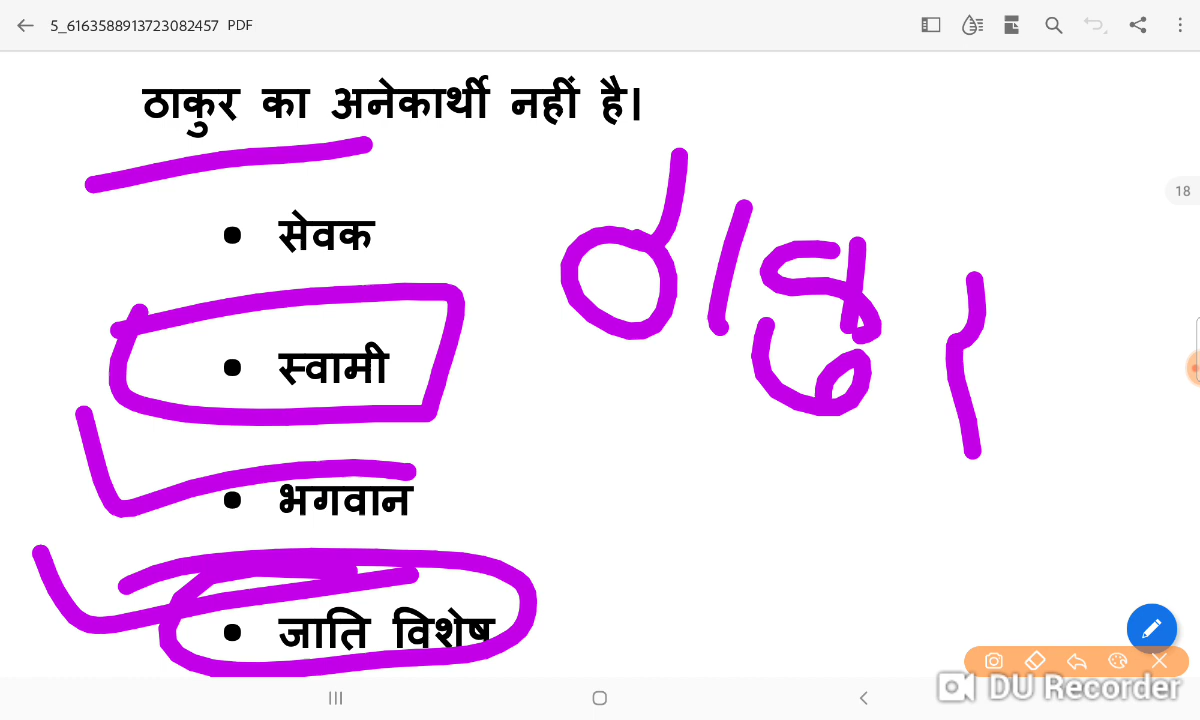 5_6163588913723082457 PDF
ठाकुर का अनेकार्थी नहीं है।
18
• सेवक
• स्वामी
• भगवान
• जाति विशेष
DU Recorder